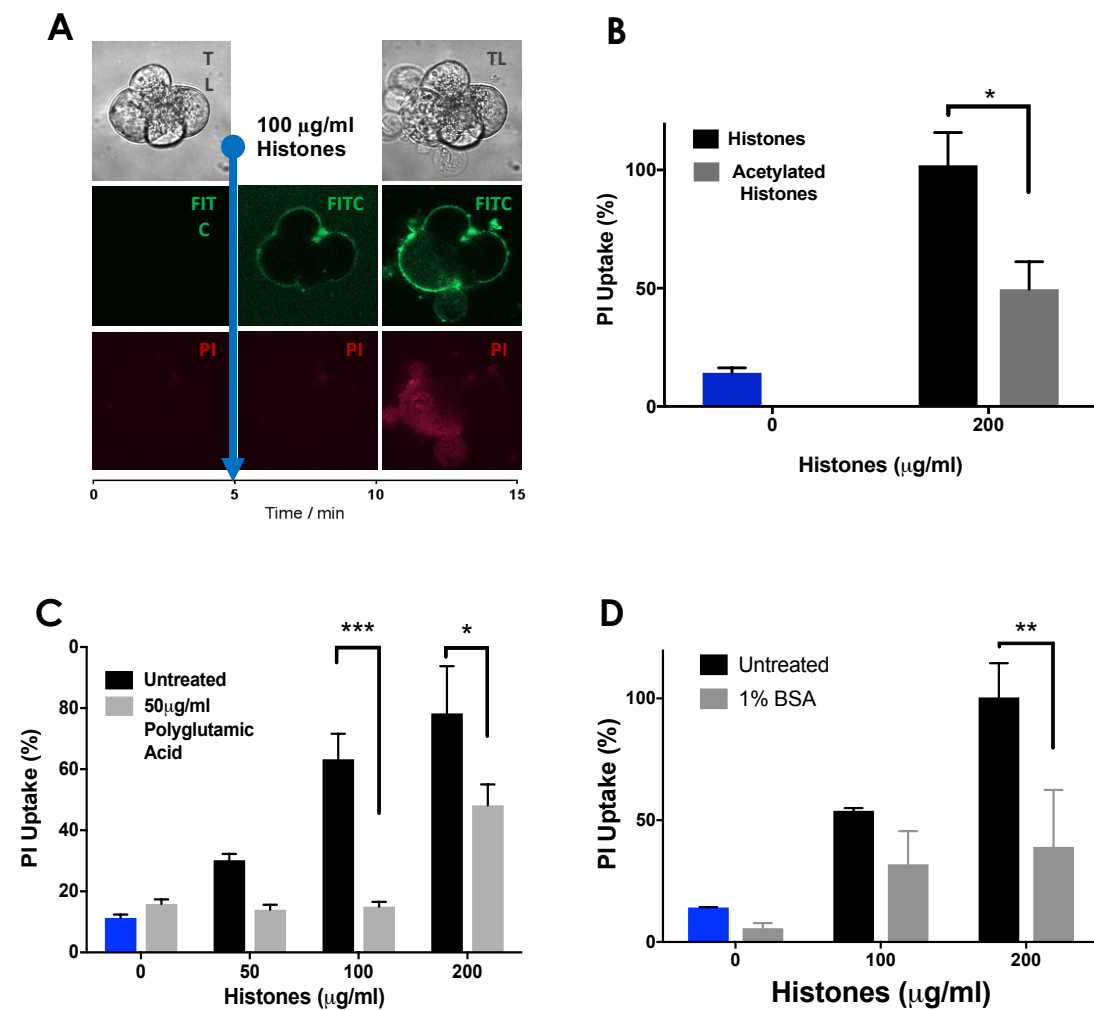 A
T
L
TL
100 μg/ml
Histones
FIT
C
FITC
FITC
PI
PI
PI
0
5
10
15
Time / min
B
*
Histones
Acetylated
Histones
100
50
0
PI Uptake (%)
0
200
Histones (μg/ml)
C
***
*
0
80
60
40
20
0
PI Uptake (%)
Untreated
50μg/ml
Polyglutamic
Acid
0
50
100
200
Histones (μg/ml)
D
**
Untreated
1% BSA
100
50
0
PI Uptake (%)
0
100
200
Histones (μg/ml)